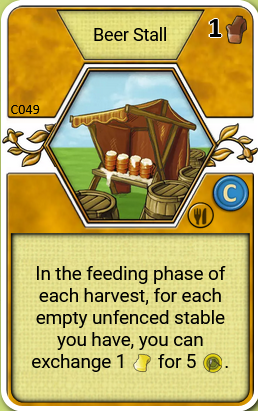 Beer Stall
1
C049
C
In the feeding phase of
each harvest, for each
empty unfenced stable
you have, you can
exchange 1 for 5 .